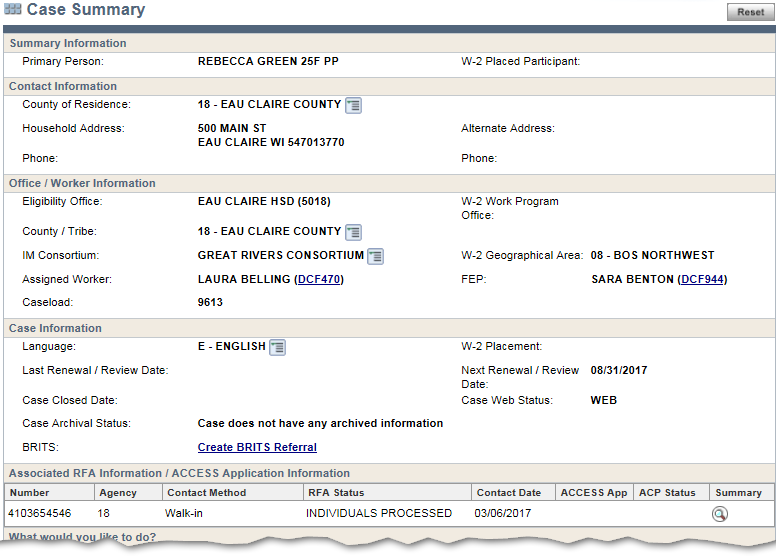 Case Summary
Reset
Summary Information
Primary Person: REBECCA GREEN 25F PP W-2 Placed Participant:
Contact Information
County of Residence: 18 - EAU CLAIRE COUNTY
Household Address: 500 MAIN ST Alternate Address:
EAU CLAIRE WI 547013770
Phone: Phone:
Office / Worker Information
Eligibility Office: EAU CLAIRE HSD (5018) W-2 Work Program
Office:
County / Tribe: 18 - EAU CLAIRE COUNTY
IM Consortium: GREAT RIVERS CONSORTIUM W-2 Geographical Area: 08 - BOS NORTHWEST
Assigned Worker: LAURA BELLING (DCF470) FEP: SARA BENTON (DCF944)
Caseload: 9613
Case Information
Language: E - ENGLISH W-2 Placement:
Last Renewal / Review Date: Next Renewal / Review 08/31/2017
Date:
Case Closed Date: Case Web Status: WEB
Case Archival Status: Case does not have any archived information
BRITS: Create BRITS Referral
Associated RFA Information / ACCESS Application Information
Number Agency Contact Method RFA Status Contact Date ACCESS App ACP Status Summary
4103654546 18 Walk-in INDIVIDUALS PROCESSED 03/06/2017
What would you like to do?